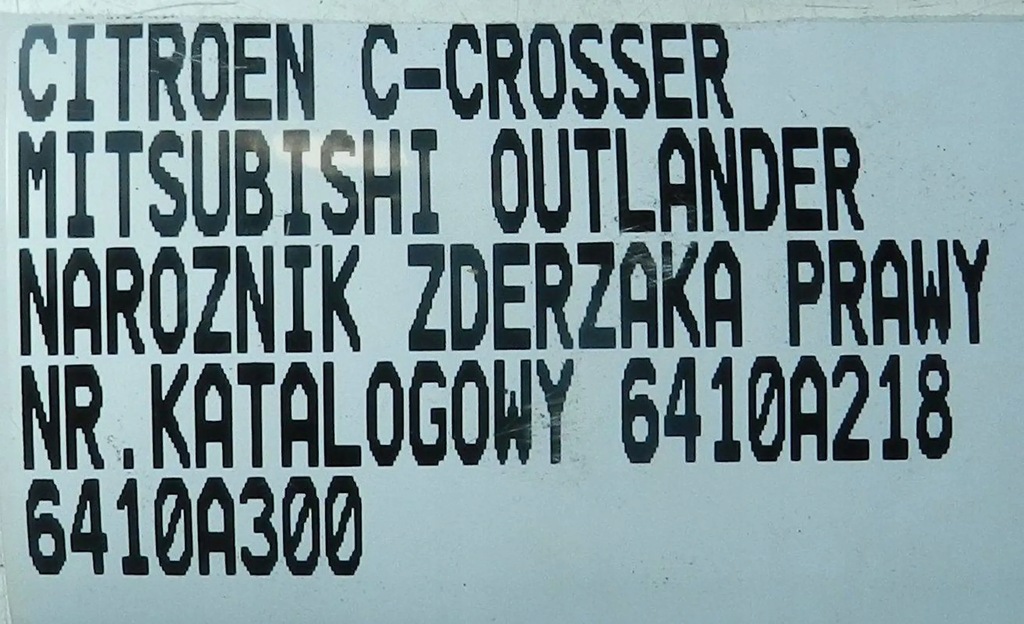 CITROEN C-CROSSER
MITSUBISHI OUTLANDER
NAROZNIK ZDERZAKA PRAWY
NR.KATALOGOWY 6410A218
6410A300